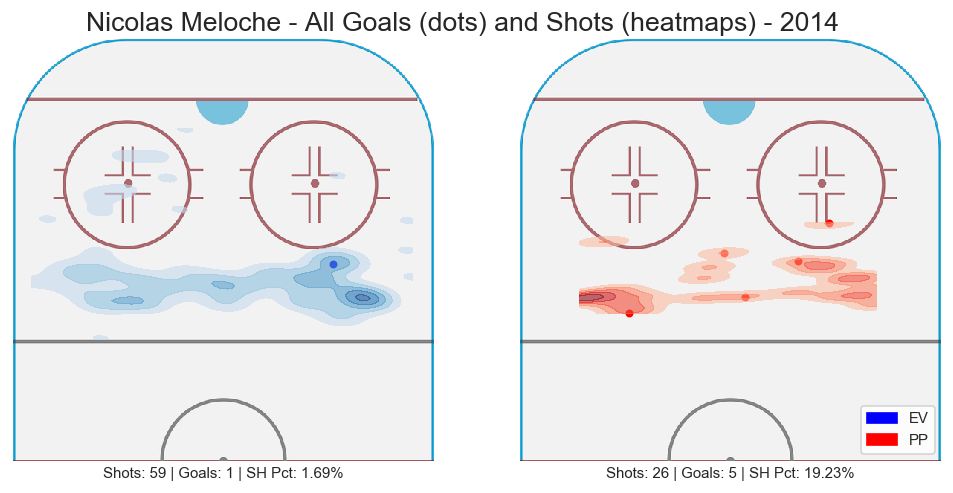 Nicolas Meloche - All Goals (dots) and Shots (heatmaps) - 2014
EV
PP
Shots: 59 | Goals: 1 | SH Pct: 1.69%
Shots: 26 | Goals: 5 | SH Pct: 19.23%